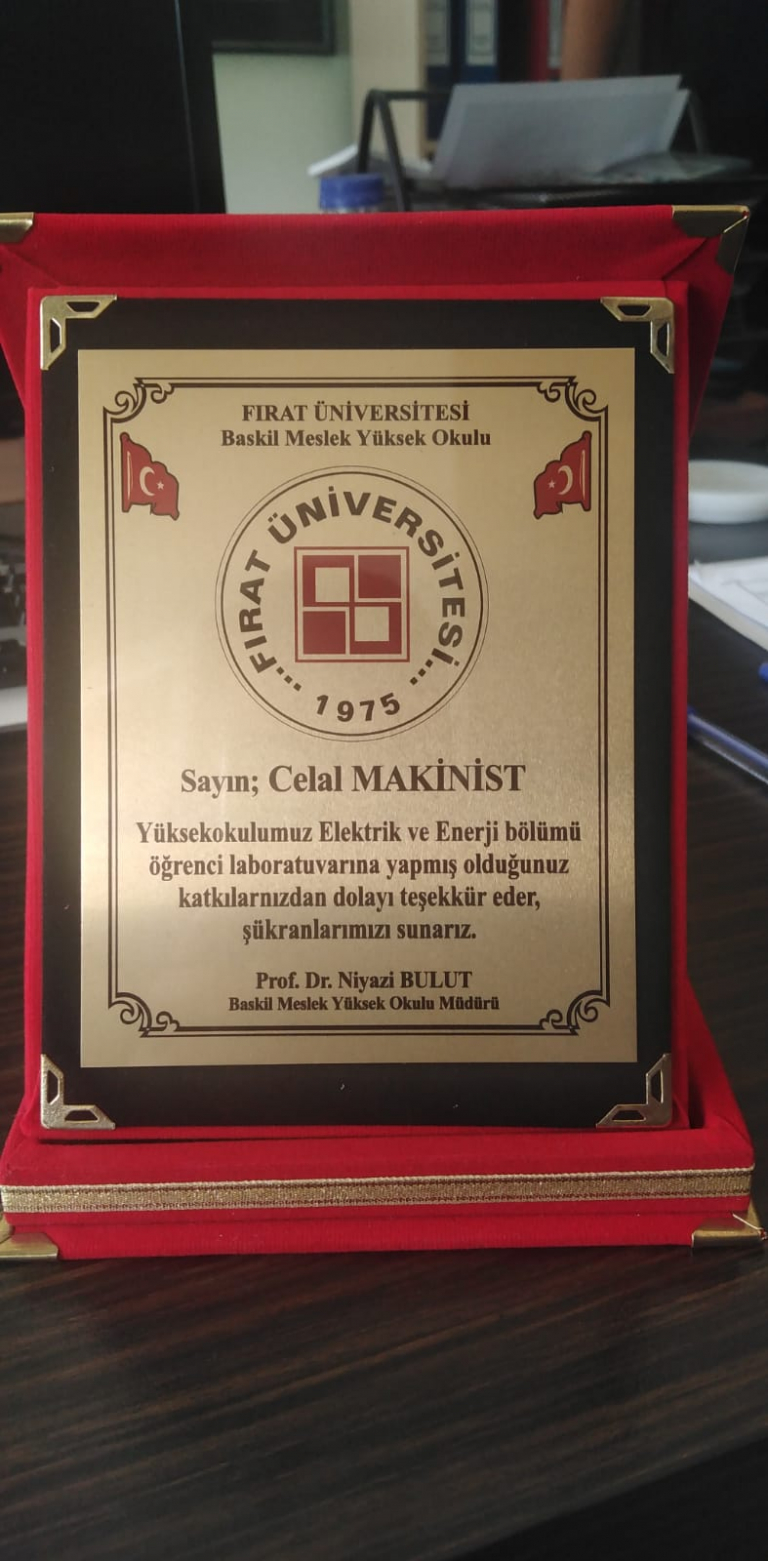 FIRAT ÜNİVERSİTESİ
Baskil Meslek Yüksek Okulu
...FIRAT ÜNİVERSİTESİ...
1975
Sayın; Celal MAKİNİST
Yüksekokulumuz Elektrik ve Enerji bölümü
öğrenci laboratuvarına yapmış olduğunuz
katkılarnızdan dolayı teşekkür eder,
şükranlarımızı sunarız.
Prof. Dr. Niyazi BULUT
Baskil Meslek Yüksek Okulu Müdürü